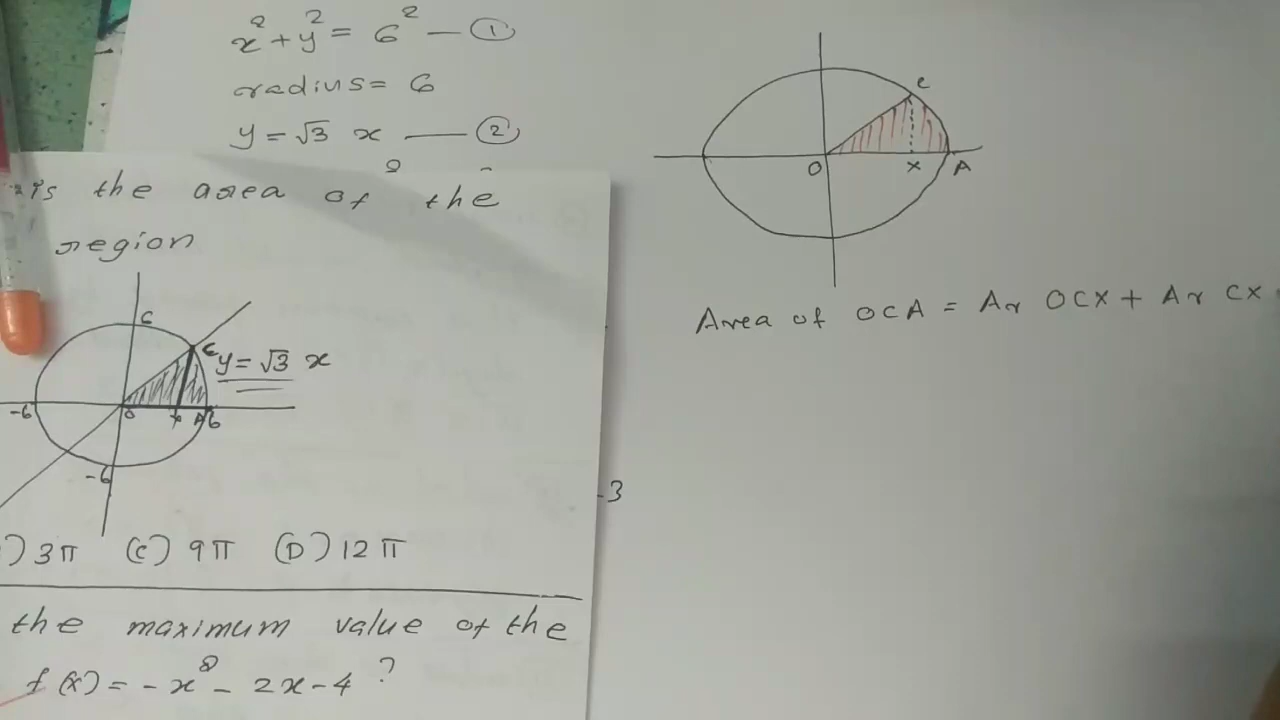 x² + y² = 6² — ①
radius = 6
y = √3 x — ②
is the area of the
region
6
C
y = √3 x
-6
O
x
A
6
-6
) 3π (C) 9π (D) 12π
the maximum value of the
f(x) = -x² - 2x - 4 ?
-3
C
O
x
A
Area of OCA = Ar OCX + Ar CX